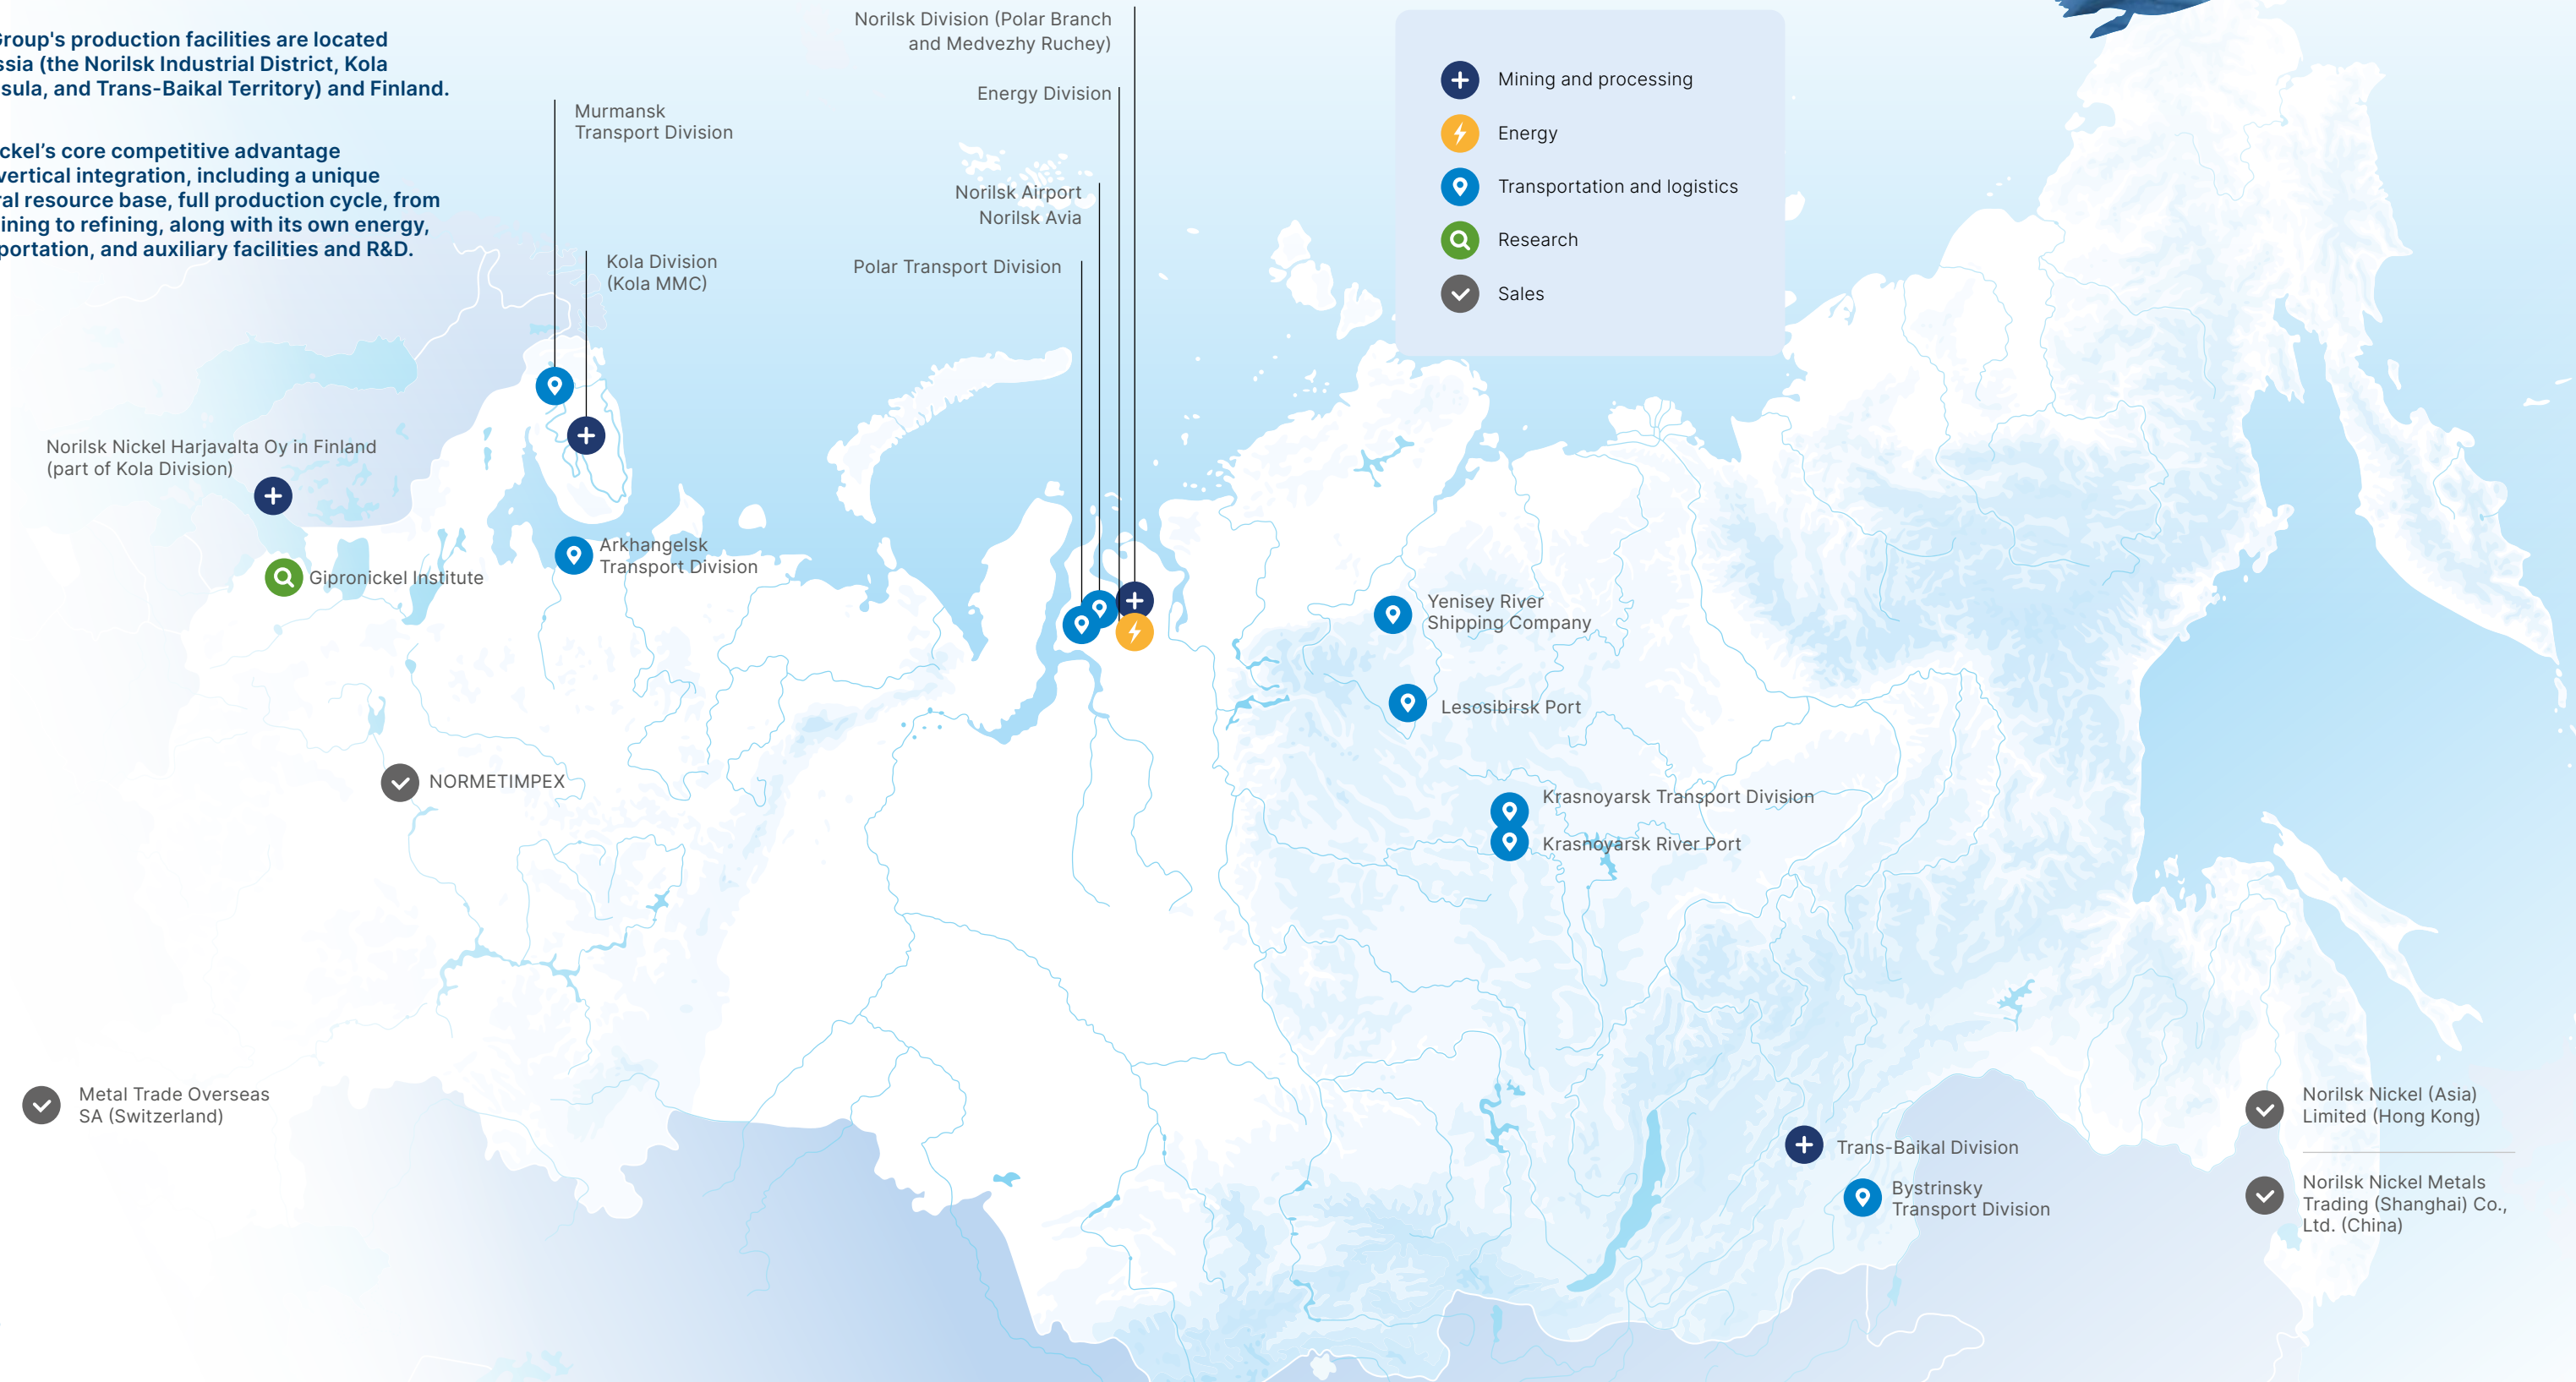 Group's production facilities are located
ssia (the Norilsk Industrial District, Kola
sula, and Trans-Baikal Territory) and Finland.
ckel’s core competitive advantage
vertical integration, including a unique
ral resource base, full production cycle, from
ining to refining, along with its own energy,
portation, and auxiliary facilities and R&D.
Norilsk Division (Polar Branch
and Medvezhy Ruchey)
Energy Division
Murmansk
Transport Division
Norilsk Airport
Norilsk Avia
Kola Division
(Kola MMC)
Polar Transport Division
Mining and processing
Energy
Transportation and logistics
Research
Sales
Norilsk Nickel Harjavalta Oy in Finland
(part of Kola Division)
Gipronickel Institute
Arkhangelsk
Transport Division
Yenisey River
Shipping Company
Lesosibirsk Port
NORMETIMPEX
Krasnoyarsk Transport Division
Krasnoyarsk River Port
Metal Trade Overseas
SA (Switzerland)
Trans-Baikal Division
Bystrinsky
Transport Division
Norilsk Nickel (Asia)
Limited (Hong Kong)
Norilsk Nickel Metals
Trading (Shanghai) Co.,
Ltd. (China)